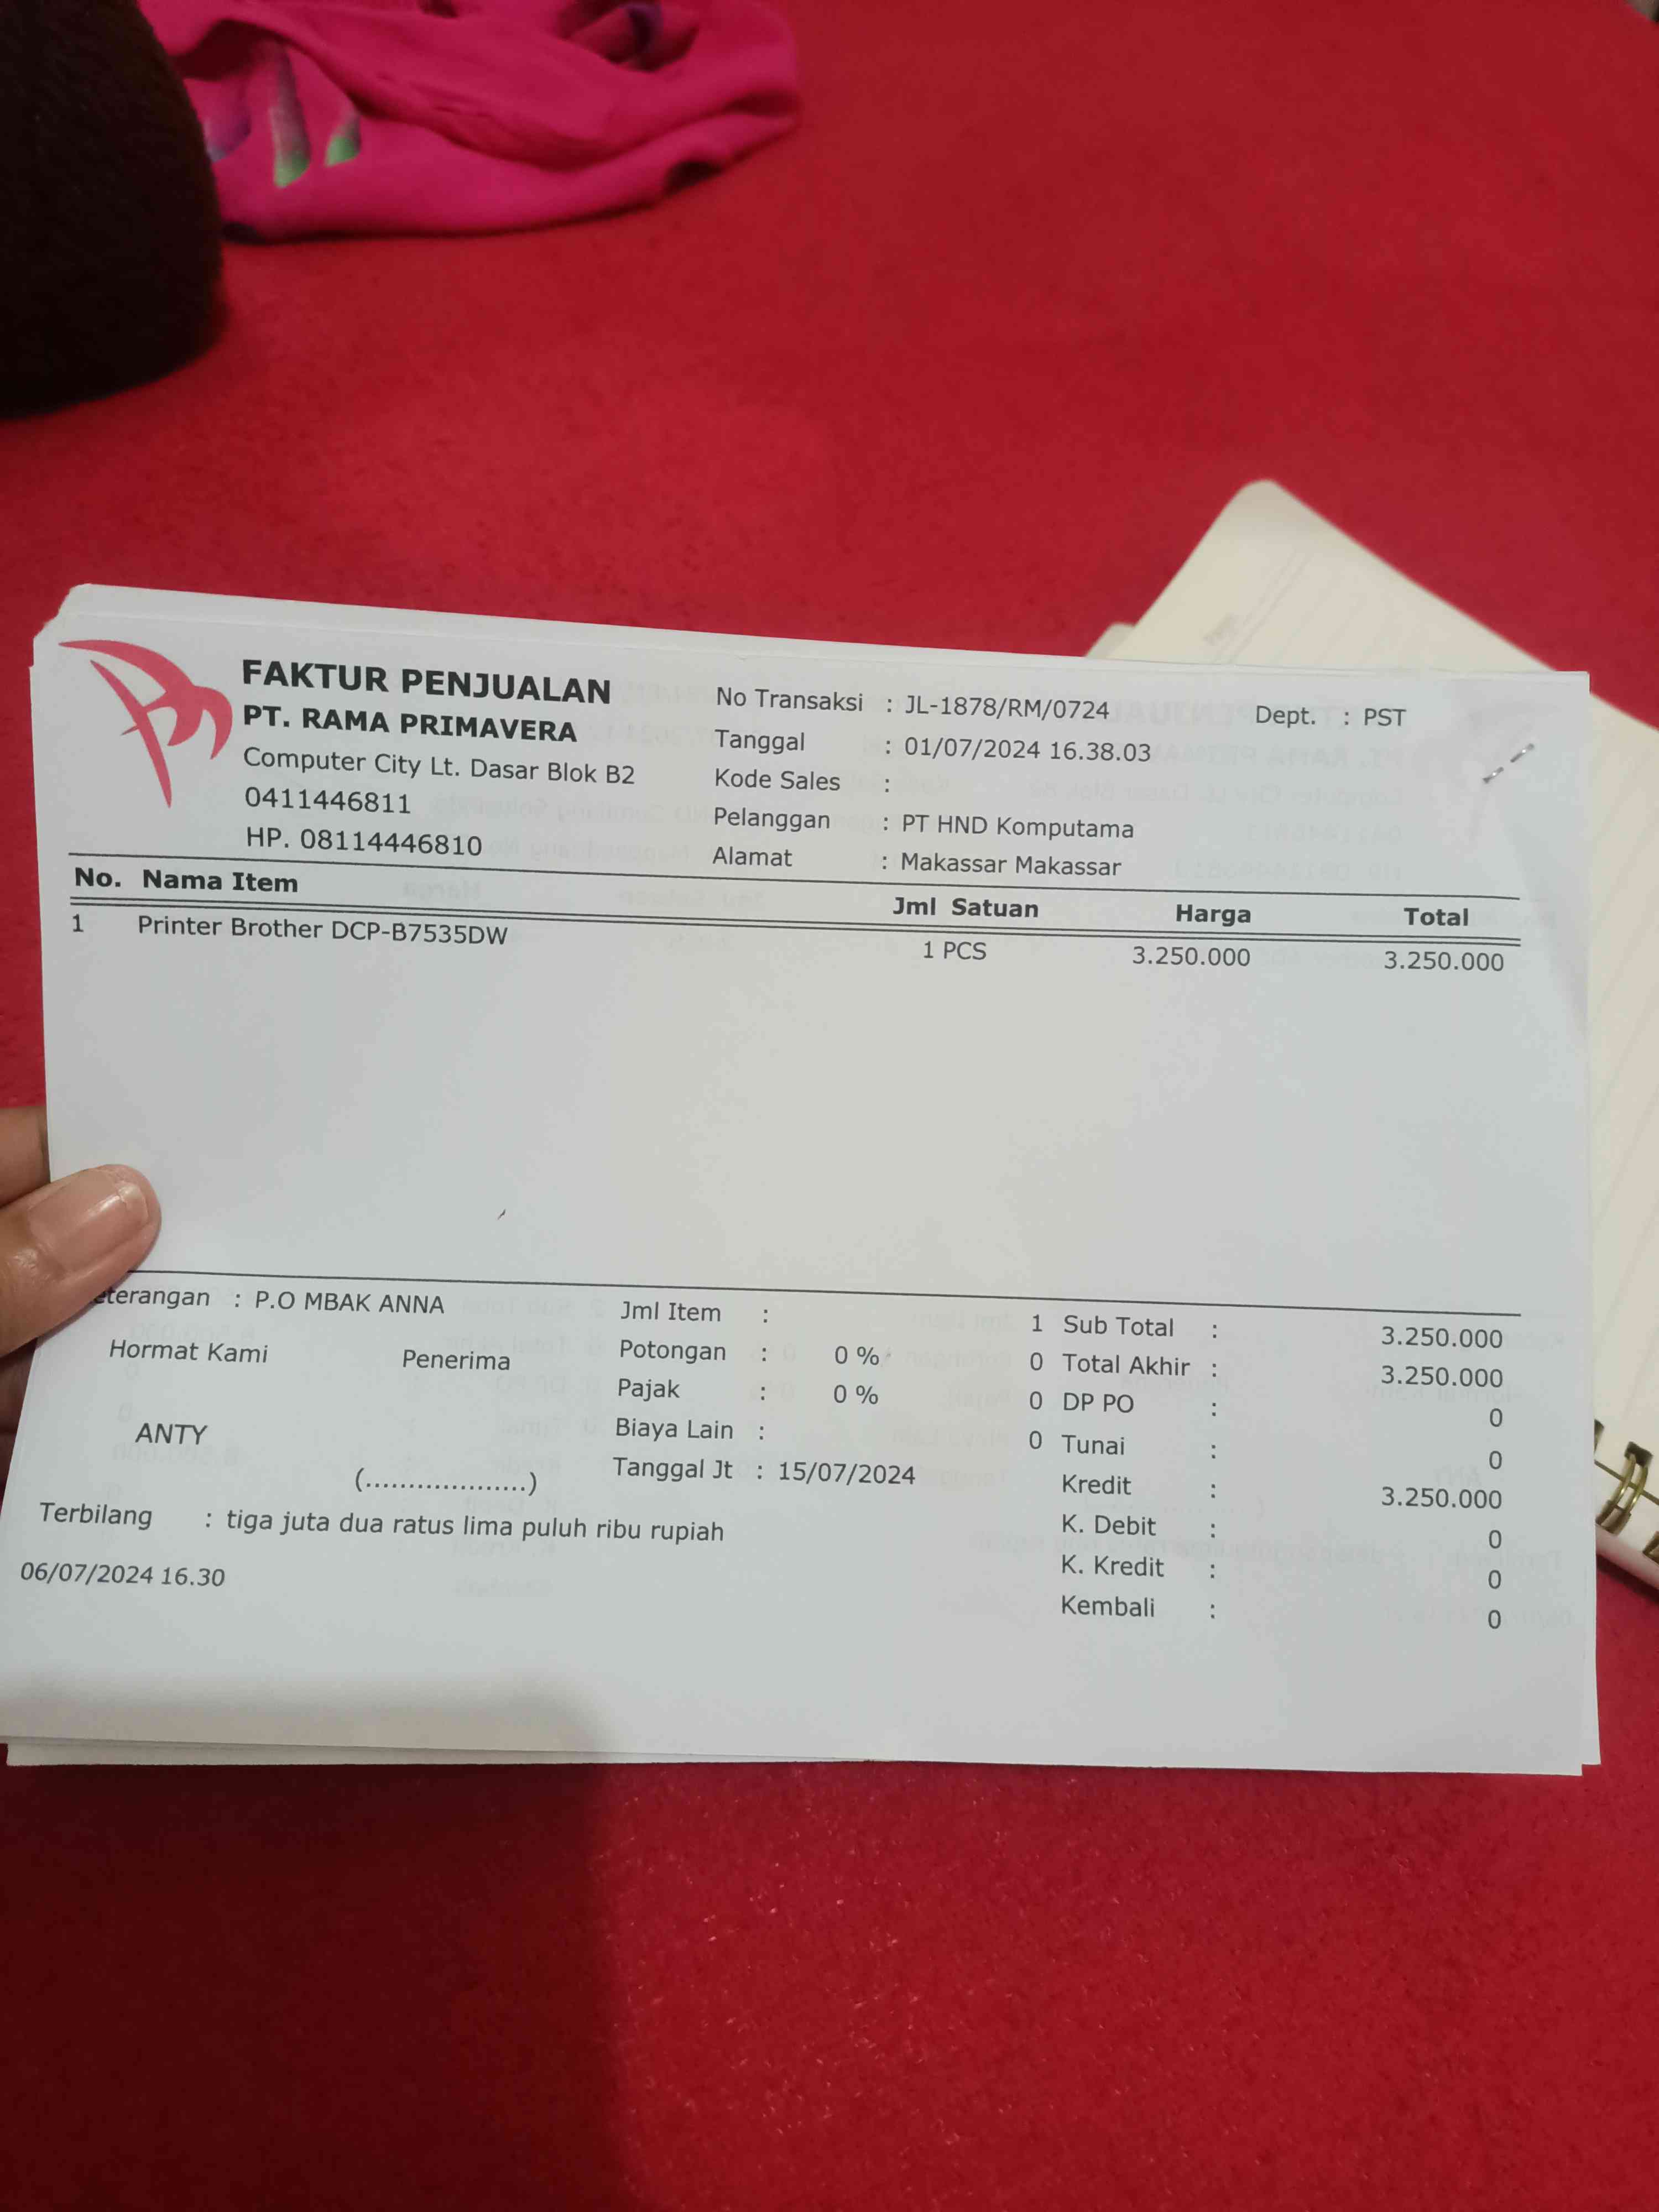 FAKTUR PENJUALAN
PT. RAMA PRIMAVERA
Computer City Lt. Dasar Blok B2
0411446811
HP. 08114446810
No Transaksi : JL-1878/RM/0724
Dept. : PST
Tanggal : 01/07/2024 16.38.03
Kode Sales :
Pelanggan : PT HND Komputama
Alamat : Makassar Makassar
No. Nama Item Jml Satuan Harga Total
1 Printer Brother DCP-B7535DW 1 PCS 3.250.000 3.250.000
eterangan : P.O MBAK ANNA
Hormat Kami Penerima
ANTY
(...................)
Jml Item : 1
Potongan : 0 % 0
Pajak : 0 % 0
Biaya Lain : 0
Tanggal Jt : 15/07/2024
Sub Total : 3.250.000
Total Akhir : 3.250.000
DP PO : 0
Tunai : 0
Kredit : 3.250.000
K. Debit : 0
K. Kredit : 0
Kembali : 0
Terbilang : tiga juta dua ratus lima puluh ribu rupiah
06/07/2024 16.30